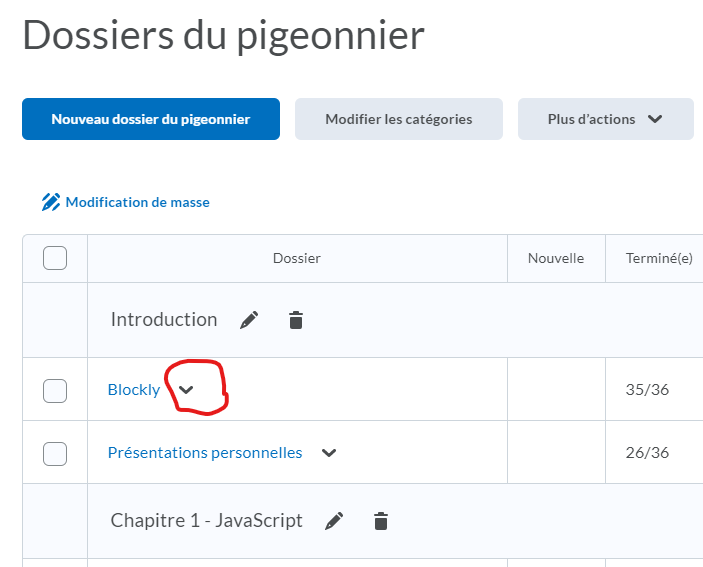 Dossiers du pigeonnier
Nouveau dossier du pigeonnier
Modifier les catégories
Plus d’actions
Modification de masse
Dossier Nouvelle Terminé(e)
Introduction
Blockly 35/36
Présentations personnelles 26/36
Chapitre 1 - JavaScript